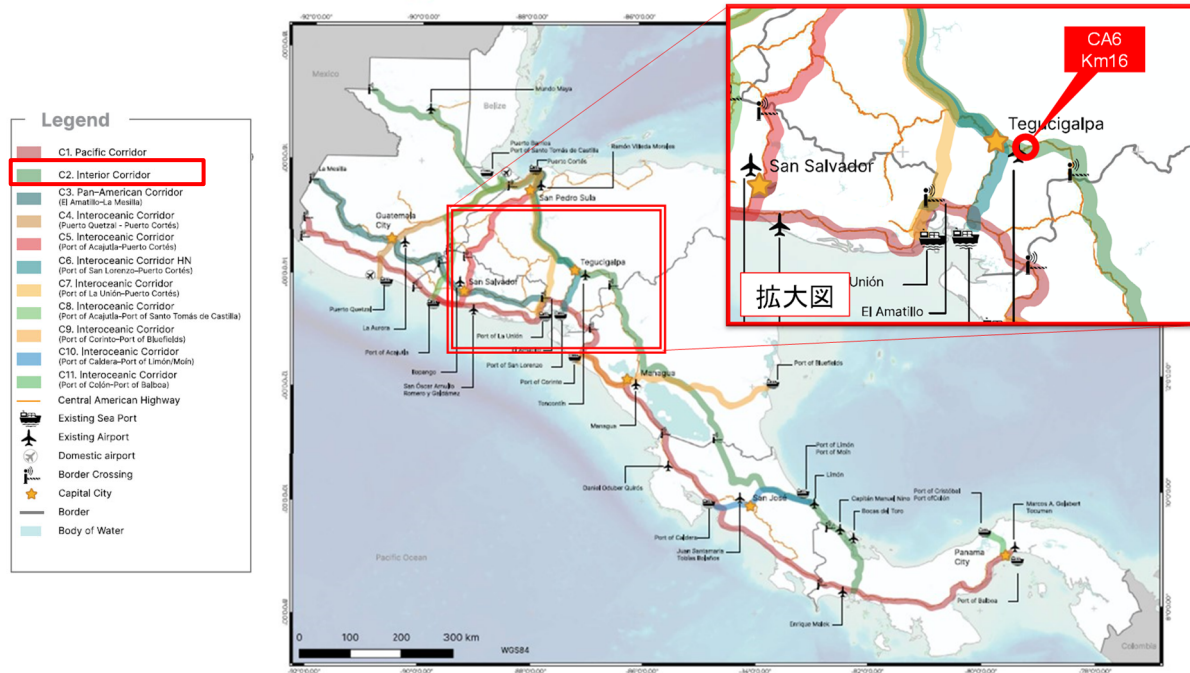 Legend
C1. Pacific Corridor
C2. Interior Corridor
C3. Pan-American Corridor
(El Amatillo-La Mesilla)
C4. Interoceanic Corridor
(Puerto Quetzal - Puerto Cortés)
C5. Interoceanic Corridor
(Port of Acajutla-Puerto Cortés)
C6. Interoceanic Corridor HN
(Port of San Lorenzo-Puerto Cortés)
C7. Interoceanic Corridor
(Port of La Unión-Puerto Cortés)
C8. Interoceanic Corridor
(Port of Acajutla-Port of Santo Tomás de Castilla)
C9. Interoceanic Corridor
(Port of Corinto-Port of Bluefields)
C10. Interoceanic Corridor
(Port of Caldera-Port of Limón/Moín)
C11. Interoceanic Corridor
(Port of Colón-Port of Balboa)
Central American Highway
Existing Sea Port
Existing Airport
Domestic airport
Border Crossing
Capital City
Border
Body of Water
Mexico
Belize
Mundo Maya
Puerto Barrios
Port of Santo Tomás de Castilla
Ramón Villeda Morales
Puerto Cortés
La Mesilla
San Pedro Sula
Guatemala
City
Tegucigalpa
San Salvador
Puerto Quetzal
La Aurora
Port of Acajutla
Port of La Unión
Ilopango
Port of San Lorenzo
San Óscar Arnulfo
Romero y Galdámez
Port of Corinto
Toncontín
Managua
Managua
Port of Bluefields
Daniel Oduber Quirós
Port of Limón
Port of Moín
Limón
San José
Capitán Manuel Nino
Bocas del Toro
Port of Cristóbal
Port of Colón
Marcos A. Gelabert
Tocumen
Port of Caldera
Juan Santamaría
Tobías Bolaños
Panama
City
Port of Balboa
Enrique Malek
Pacific Ocean
Colombia
0 100 200 300 km
WGS84
CA6
Km16
Tegucigalpa
San Salvador
Unión
El Amatillo
拡大図